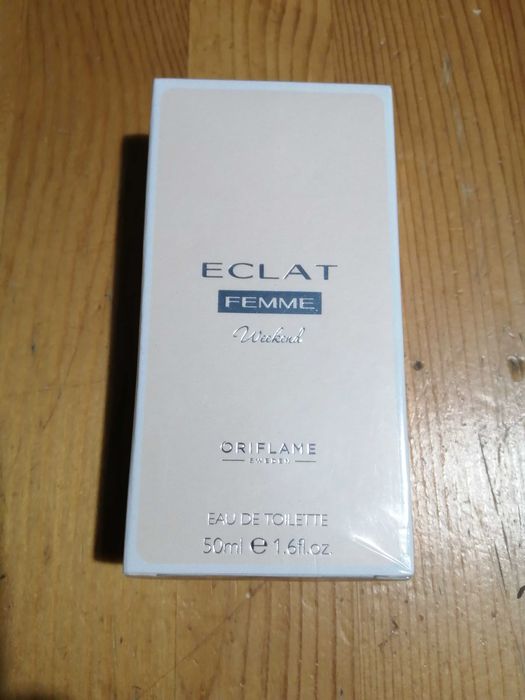 ECLAT
FEMME
Weekend
ORIFLAME
SWEDEN
EAU DE TOILETTE
50ml e 1.6fl.oz.